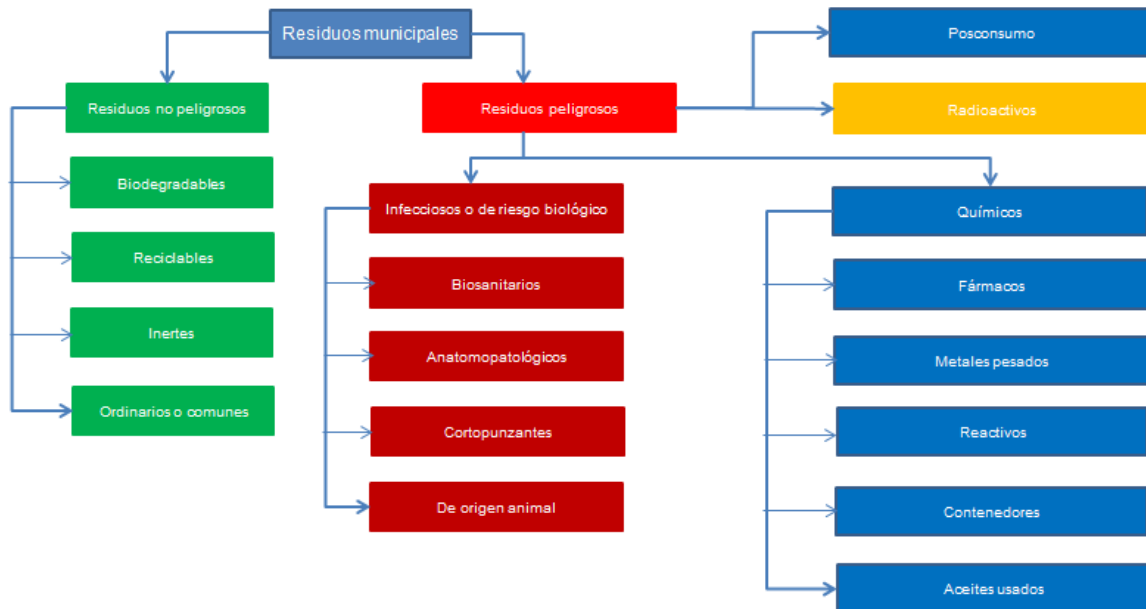 Residuos municipales
Posconsumo
Residuos no peligrosos
Residuos peligrosos
Radioactivos
Biodegradables
Reciclables
Inertes
Ordinarios o comunes
Infecciosos o de riesgo biológico
Biosanitarios
Anatomopatológicos
Cortopunzantes
De origen animal
Químicos
Fármacos
Metales pesados
Reactivos
Contenedores
Aceites usados